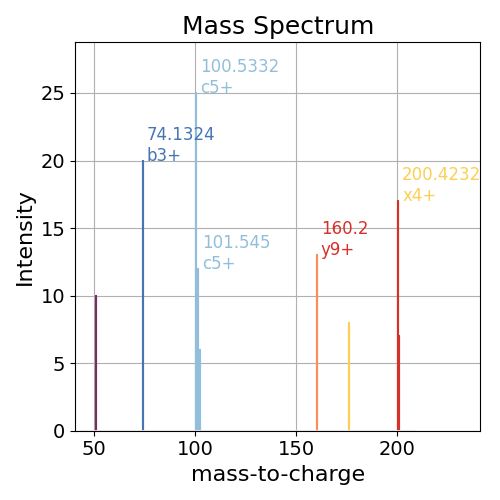 Mass Spectrum
100.5332
c5+
74.1324
b3+
200.4232
x4+
160.2
y9+
101.545
c5+
Intensity
25
20
15
10
5
0
50
100
150
200
mass-to-charge